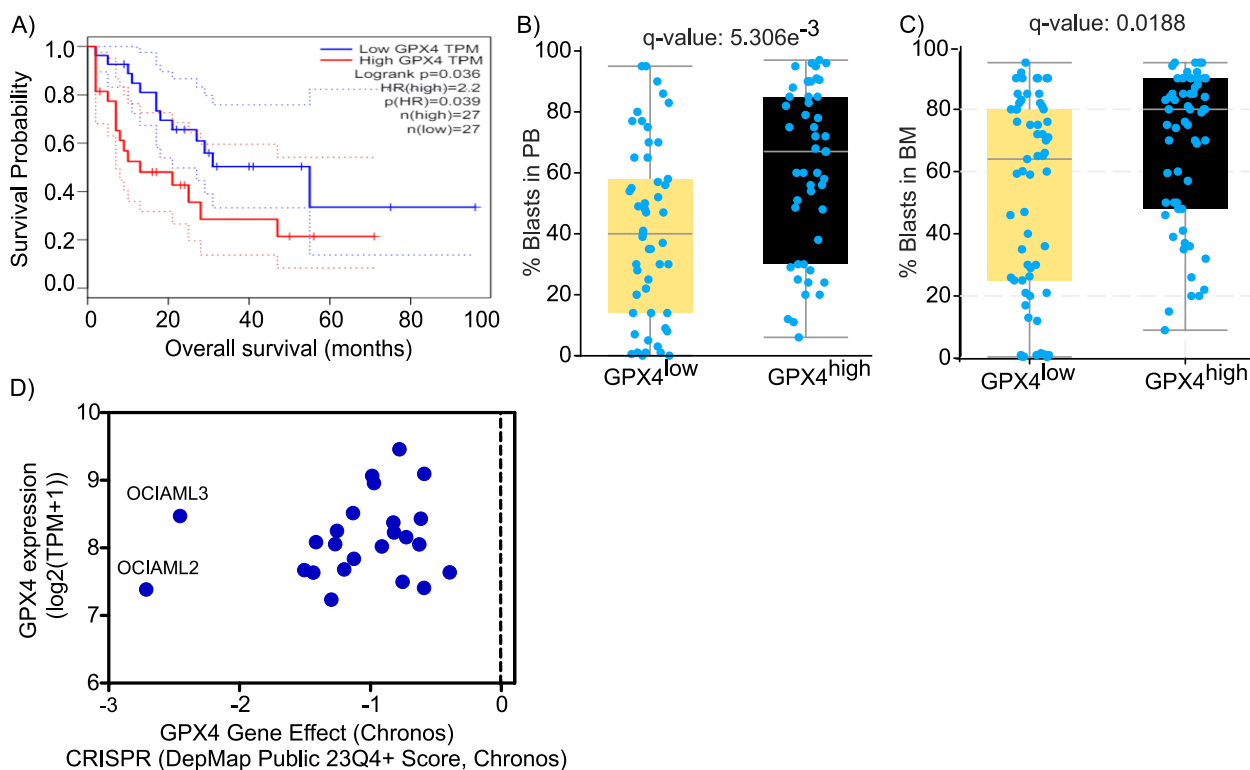 A)
Survival Probability
0.0 0.2 0.4 0.6 0.8 1.0
Low GPX4 TPM
High GPX4 TPM
Logrank p=0.036
HR(high)=2.2
p(HR)=0.039
n(high)=27
n(low)=27
0 20 40 60 80 100
Overall survival (months)
B)
q-value: 5.306e-3
% Blasts in PB
100
80
60
40
20
0
GPX4low GPX4high
C)
q-value: 0.0188
% Blasts in BM
100
80
60
40
20
0
GPX4low GPX4high
D)
GPX4 expression
(log2(TPM+1))
10
9
8
7
6
OCIAML3
OCIAML2
-3 -2 -1 0
GPX4 Gene Effect (Chronos)
CRISPR (DepMap Public 23Q4+ Score, Chronos)